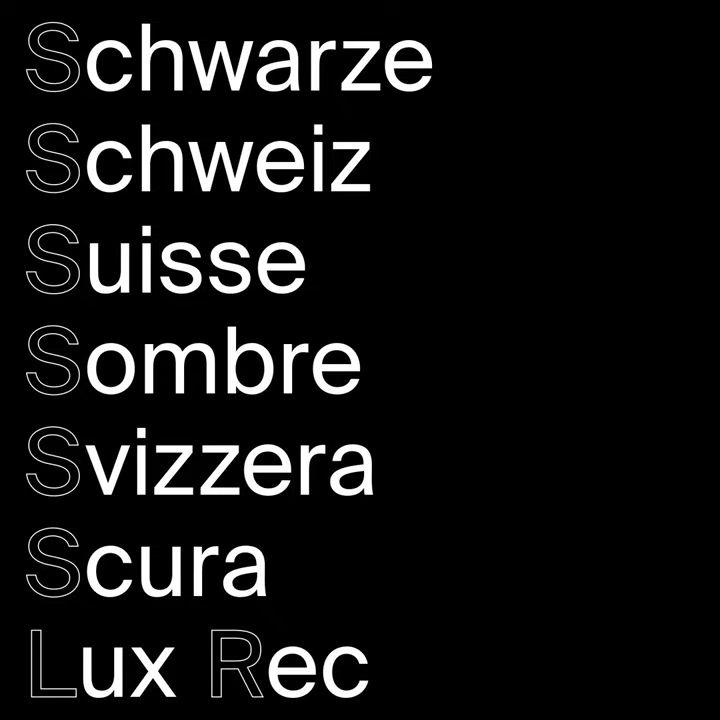 Schwarze
Schweiz
Suisse
Sombre
Svizzera
Scura
Lux Rec